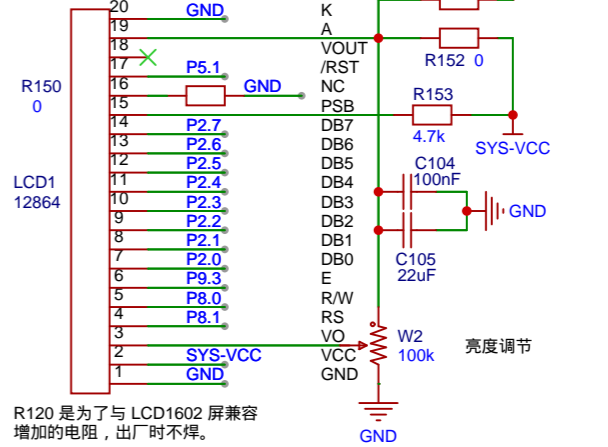 20 GND K
19 A
18 VOUT
R152 0
17 P5.1 /RST
R150
0
16 GND NC
R153
15 PSB
14 P2.7 DB7
4.7k
SYS-VCC
13 P2.6 DB6
12 P2.5 DB5
C104
100nF
LCD1
12864
11 P2.4 DB4
10 P2.3 DB3
GND
9 P2.2 DB2
8 P2.1 DB1
7 P2.0 DB0
C105
22uF
6 P9.3 E
5 P8.0 R/W
4 P8.1 RS
3 VO
W2
100k
亮度调节
2 SYS-VCC VCC
1 GND GND
R120 是为了与 LCD1602 屏兼容
增加的电阻，出厂时不焊。
GND